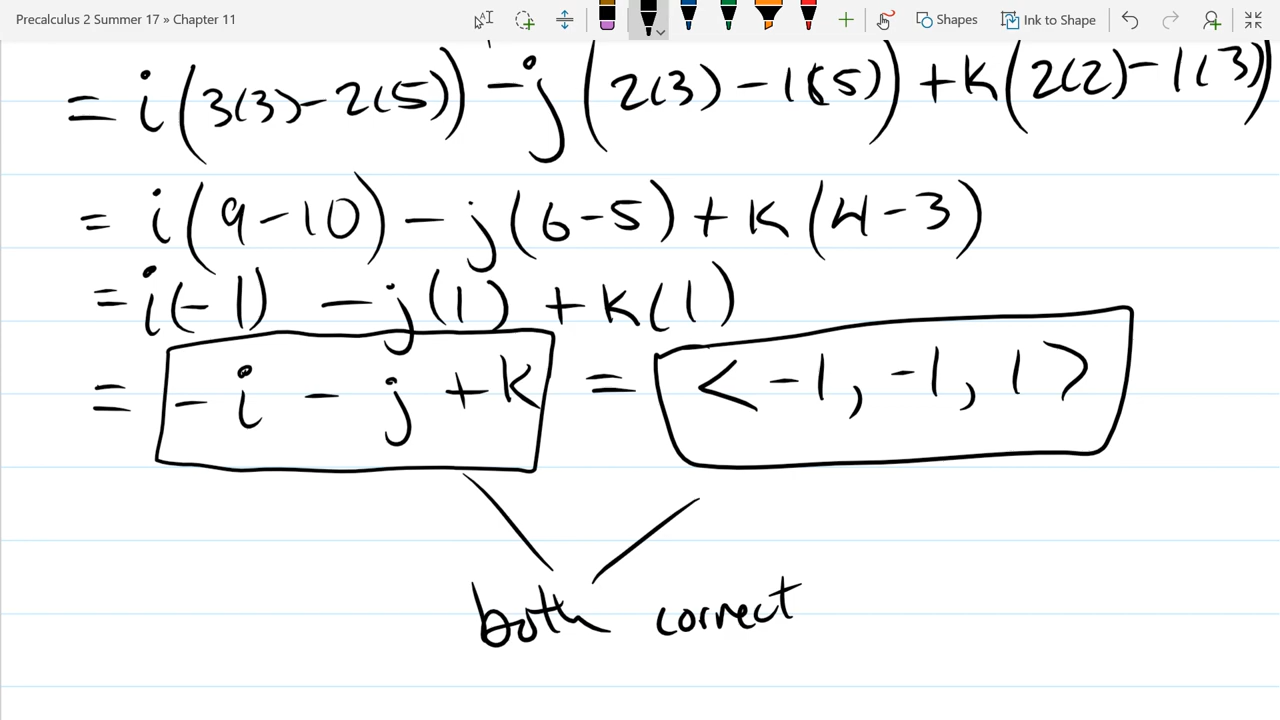 Precalculus 2 Summer 17 » Chapter 11
Shapes
Ink to Shape
= i(3(3)-2(5)) - j(2(3)-1(5)) + k(2(2)-1(3))
= i(9-10) - j(6-5) + k(4-3)
= i(-1) - j(1) + k(1)
= -i - j + k = <-1, -1, 1>
both correct